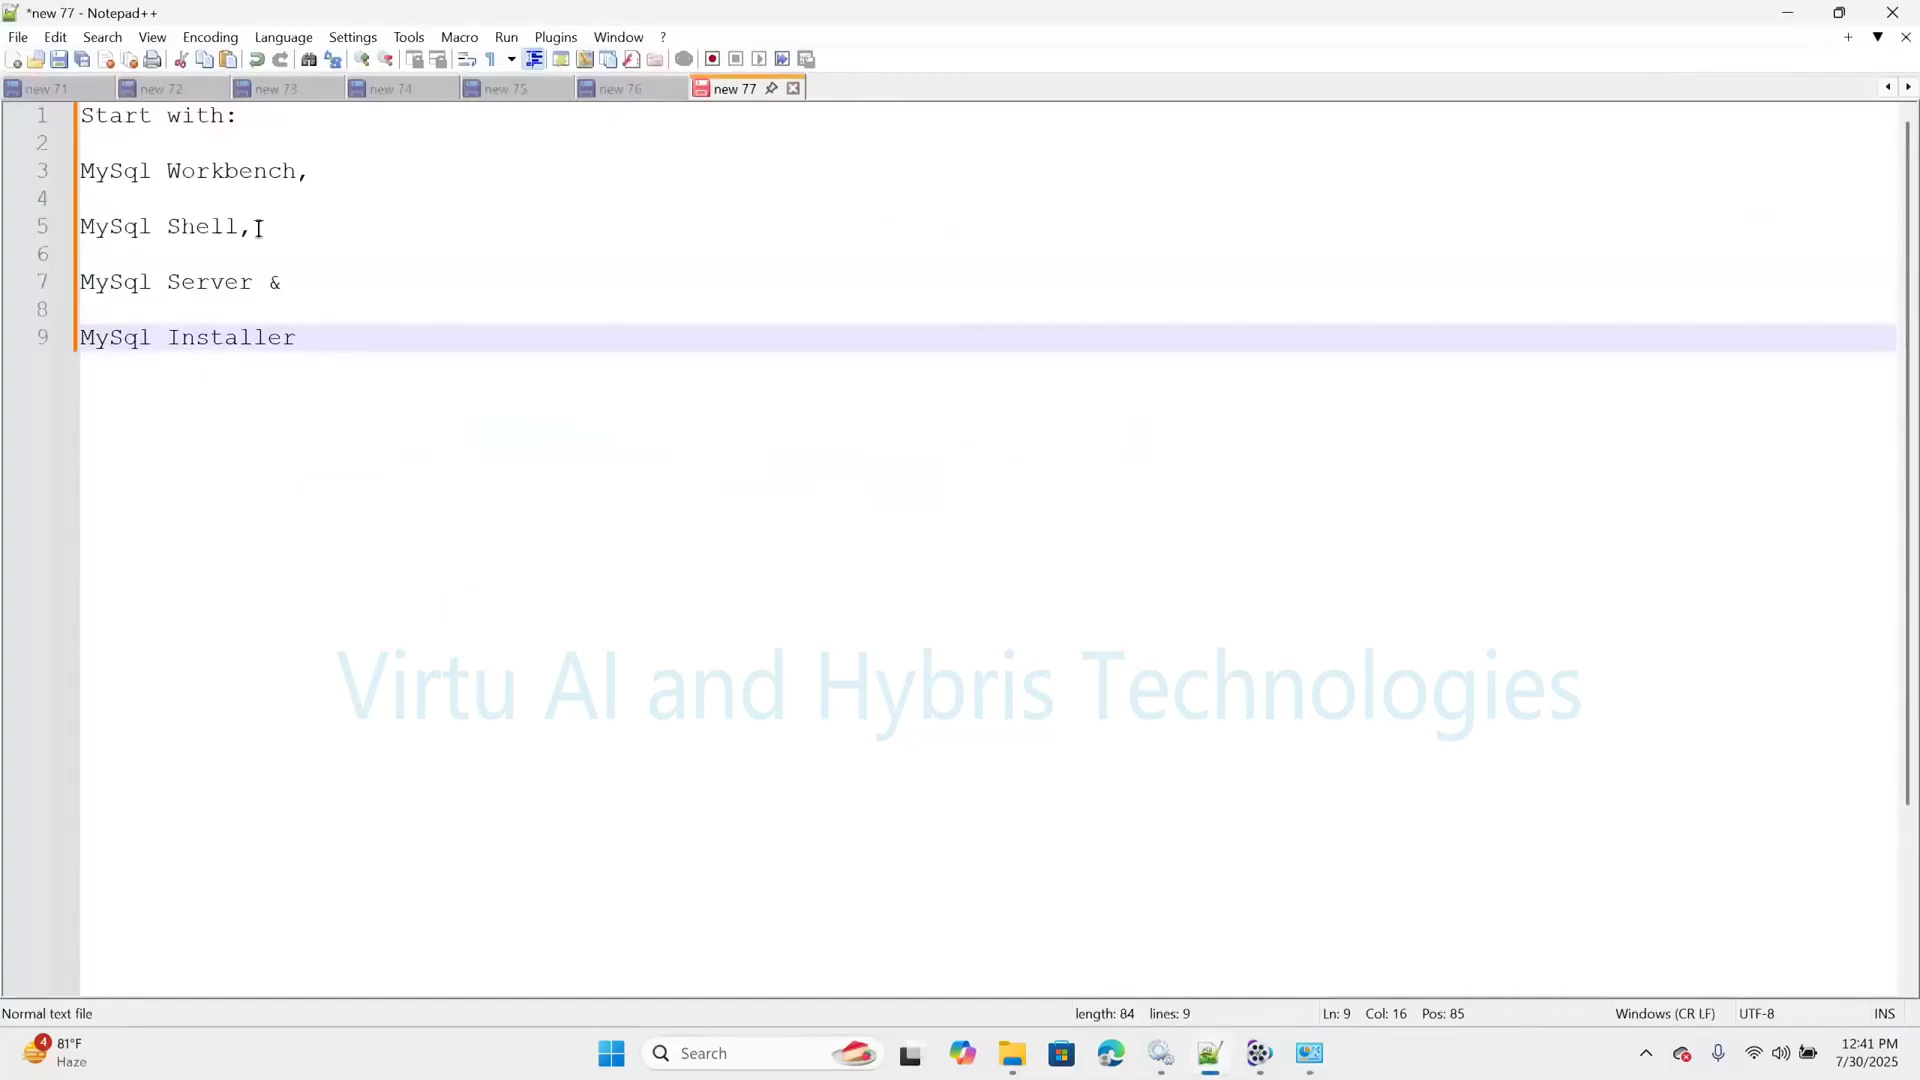 *new 77 - Notepad++
File Edit Search View Encoding Language Settings Tools Macro Run Plugins Window ?
new 71 new 72 new 73 new 74 new 75 new 76 new 77
1 Start with:
2
3 MySql Workbench,
4
5 MySql Shell,
6
7 MySql Server &
8
9 MySql Installer
Virtu AI and Hybris Technologies
Normal text file length: 84 lines: 9 Ln: 9 Col: 16 Pos: 85 Windows (CR LF) UTF-8 INS
4 81°F
Haze
Search
12:41 PM
7/30/2025